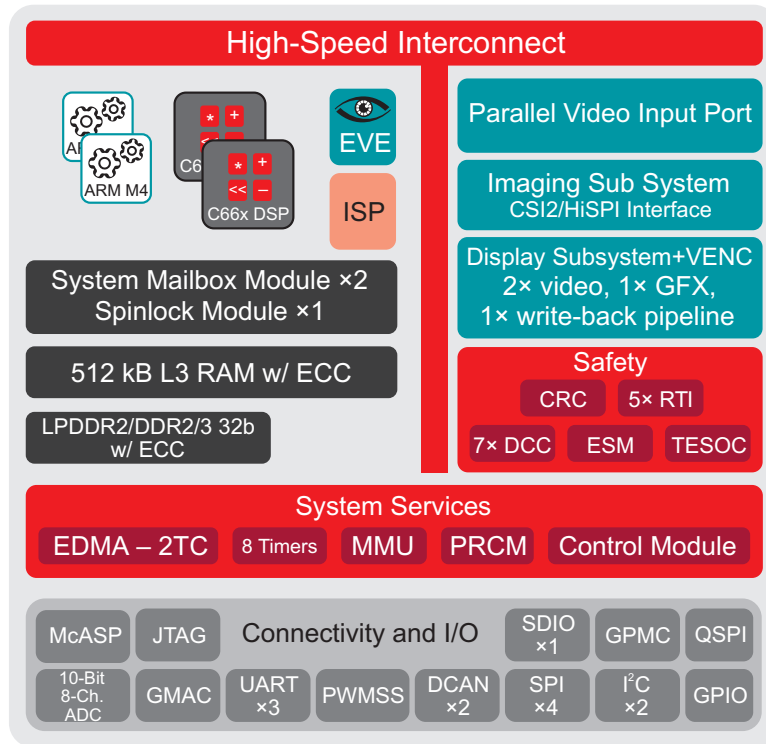 High-Speed Interconnect
ARM M4
* +
<< −
C66x DSP
EVE
ISP
System Mailbox Module ×2
Spinlock Module ×1
512 kB L3 RAM w/ ECC
LPDDR2/DDR2/3 32b
w/ ECC
Parallel Video Input Port
Imaging Sub System
CSI2/HiSPI Interface
Display Subsystem+VENC
2× video, 1× GFX,
1× write-back pipeline
Safety
CRC
5× RTI
7× DCC
ESM
TESOC
System Services
EDMA – 2TC
8 Timers
MMU
PRCM
Control Module
McASP
JTAG
Connectivity and I/O
SDIO
×1
GPMC
QSPI
10-Bit
8-Ch.
ADC
GMAC
UART
×3
PWMSS
DCAN
×2
SPI
×4
I²C
×2
GPIO